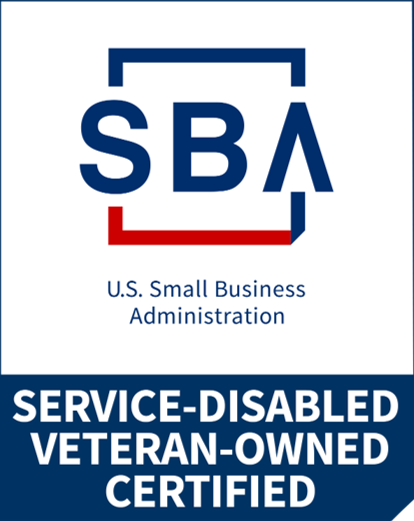 SBA
U.S. Small Business
Administration
SERVICE-DISABLED
VETERAN-OWNED
CERTIFIED